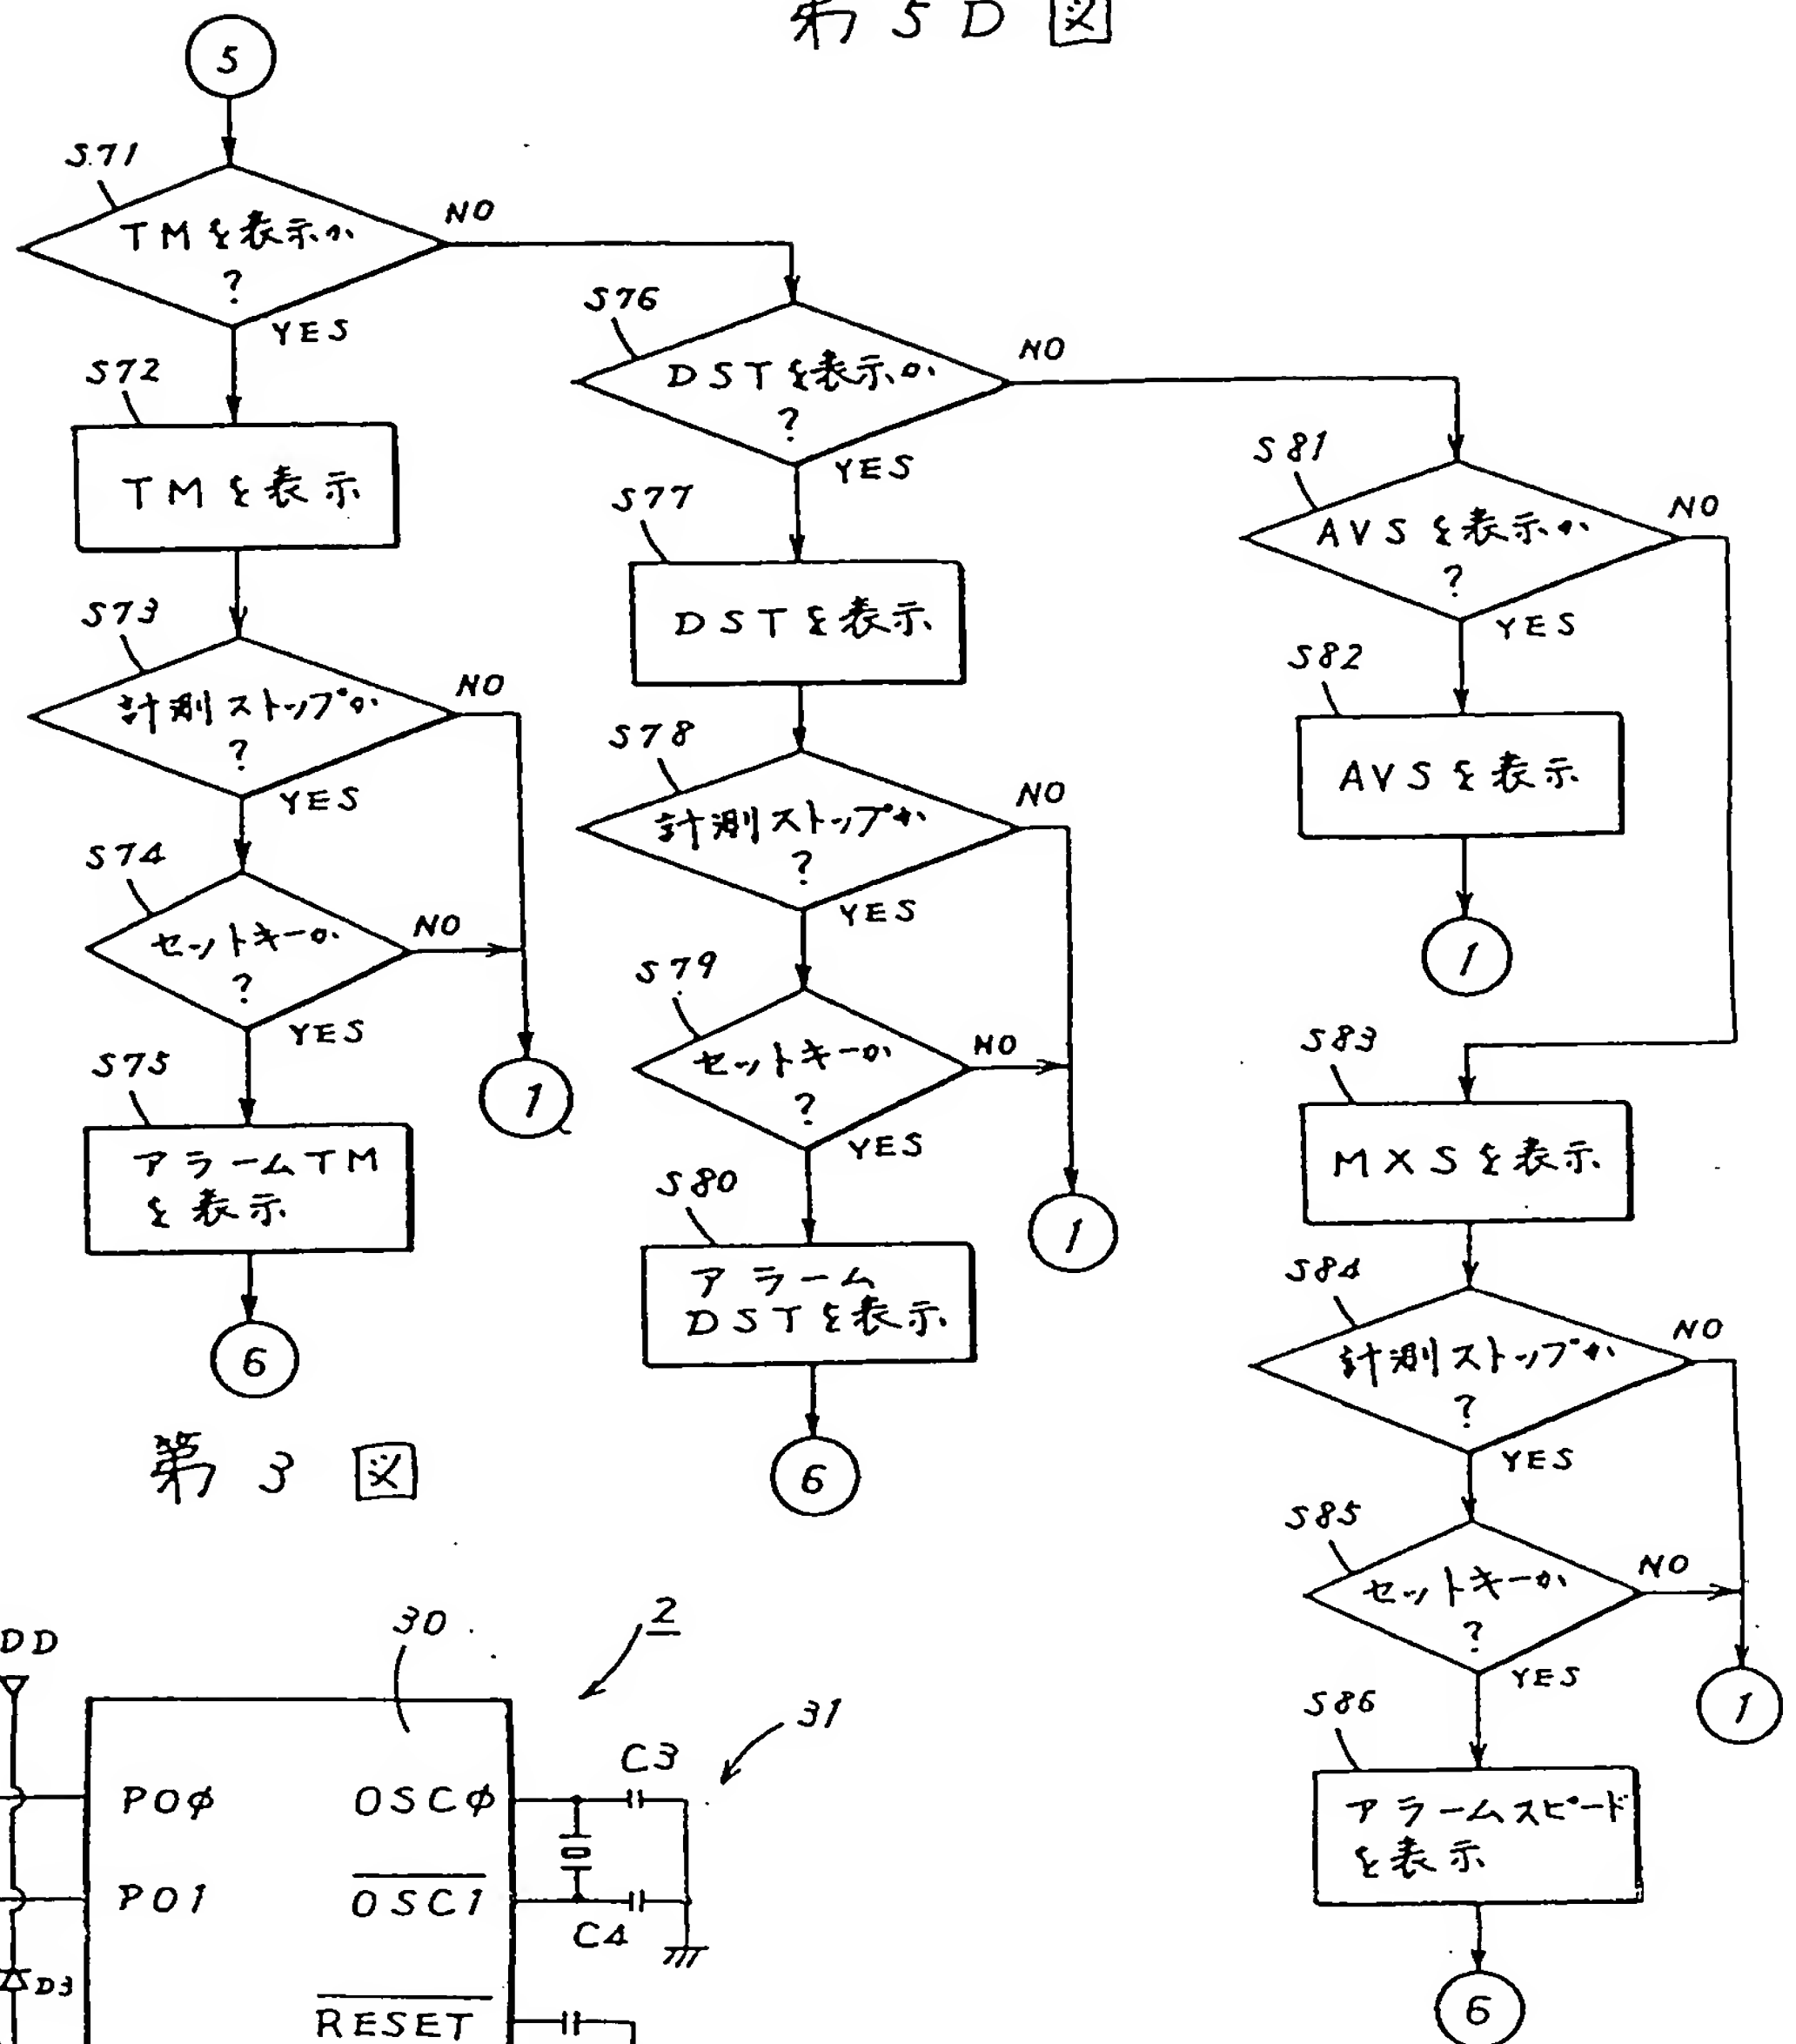 第5D図
5
S71
TMを表示か
?
NO
YES
S72
TMを表示
S73
計測ストップか
?
NO
YES
S74
セットキーか
?
NO
YES
S75
アラームTM
を表示
1
6
S76
DSTを表示か
?
NO
YES
S77
DSTを表示
S78
計測ストップか
?
NO
YES
S79
セットキーか
?
NO
YES
S80
アラーム
DSTを表示
1
6
S81
AVSを表示か
?
NO
YES
S82
AVSを表示
1
S83
MXSを表示
S84
計測ストップか
?
NO
YES
S85
セットキーか
?
NO
YES
S86
アラームスピード
を表示
1
6
第3図
DD
30
2
31
C3
P0φ
OSCφ
P01
OSC1
C4
D3
RESET